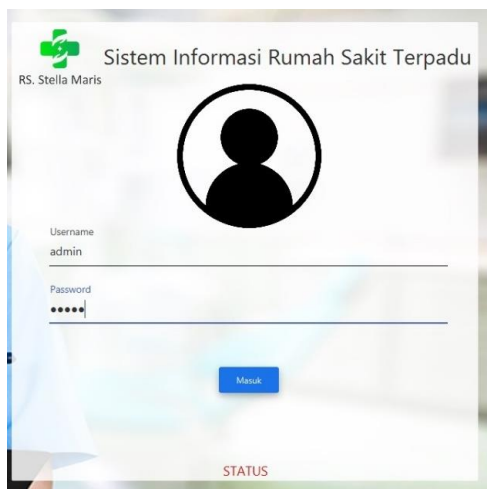 Sistem Informasi Rumah Sakit Terpadu
RS. Stella Maris
Username
admin
Password
●●●●●
Masuk
STATUS